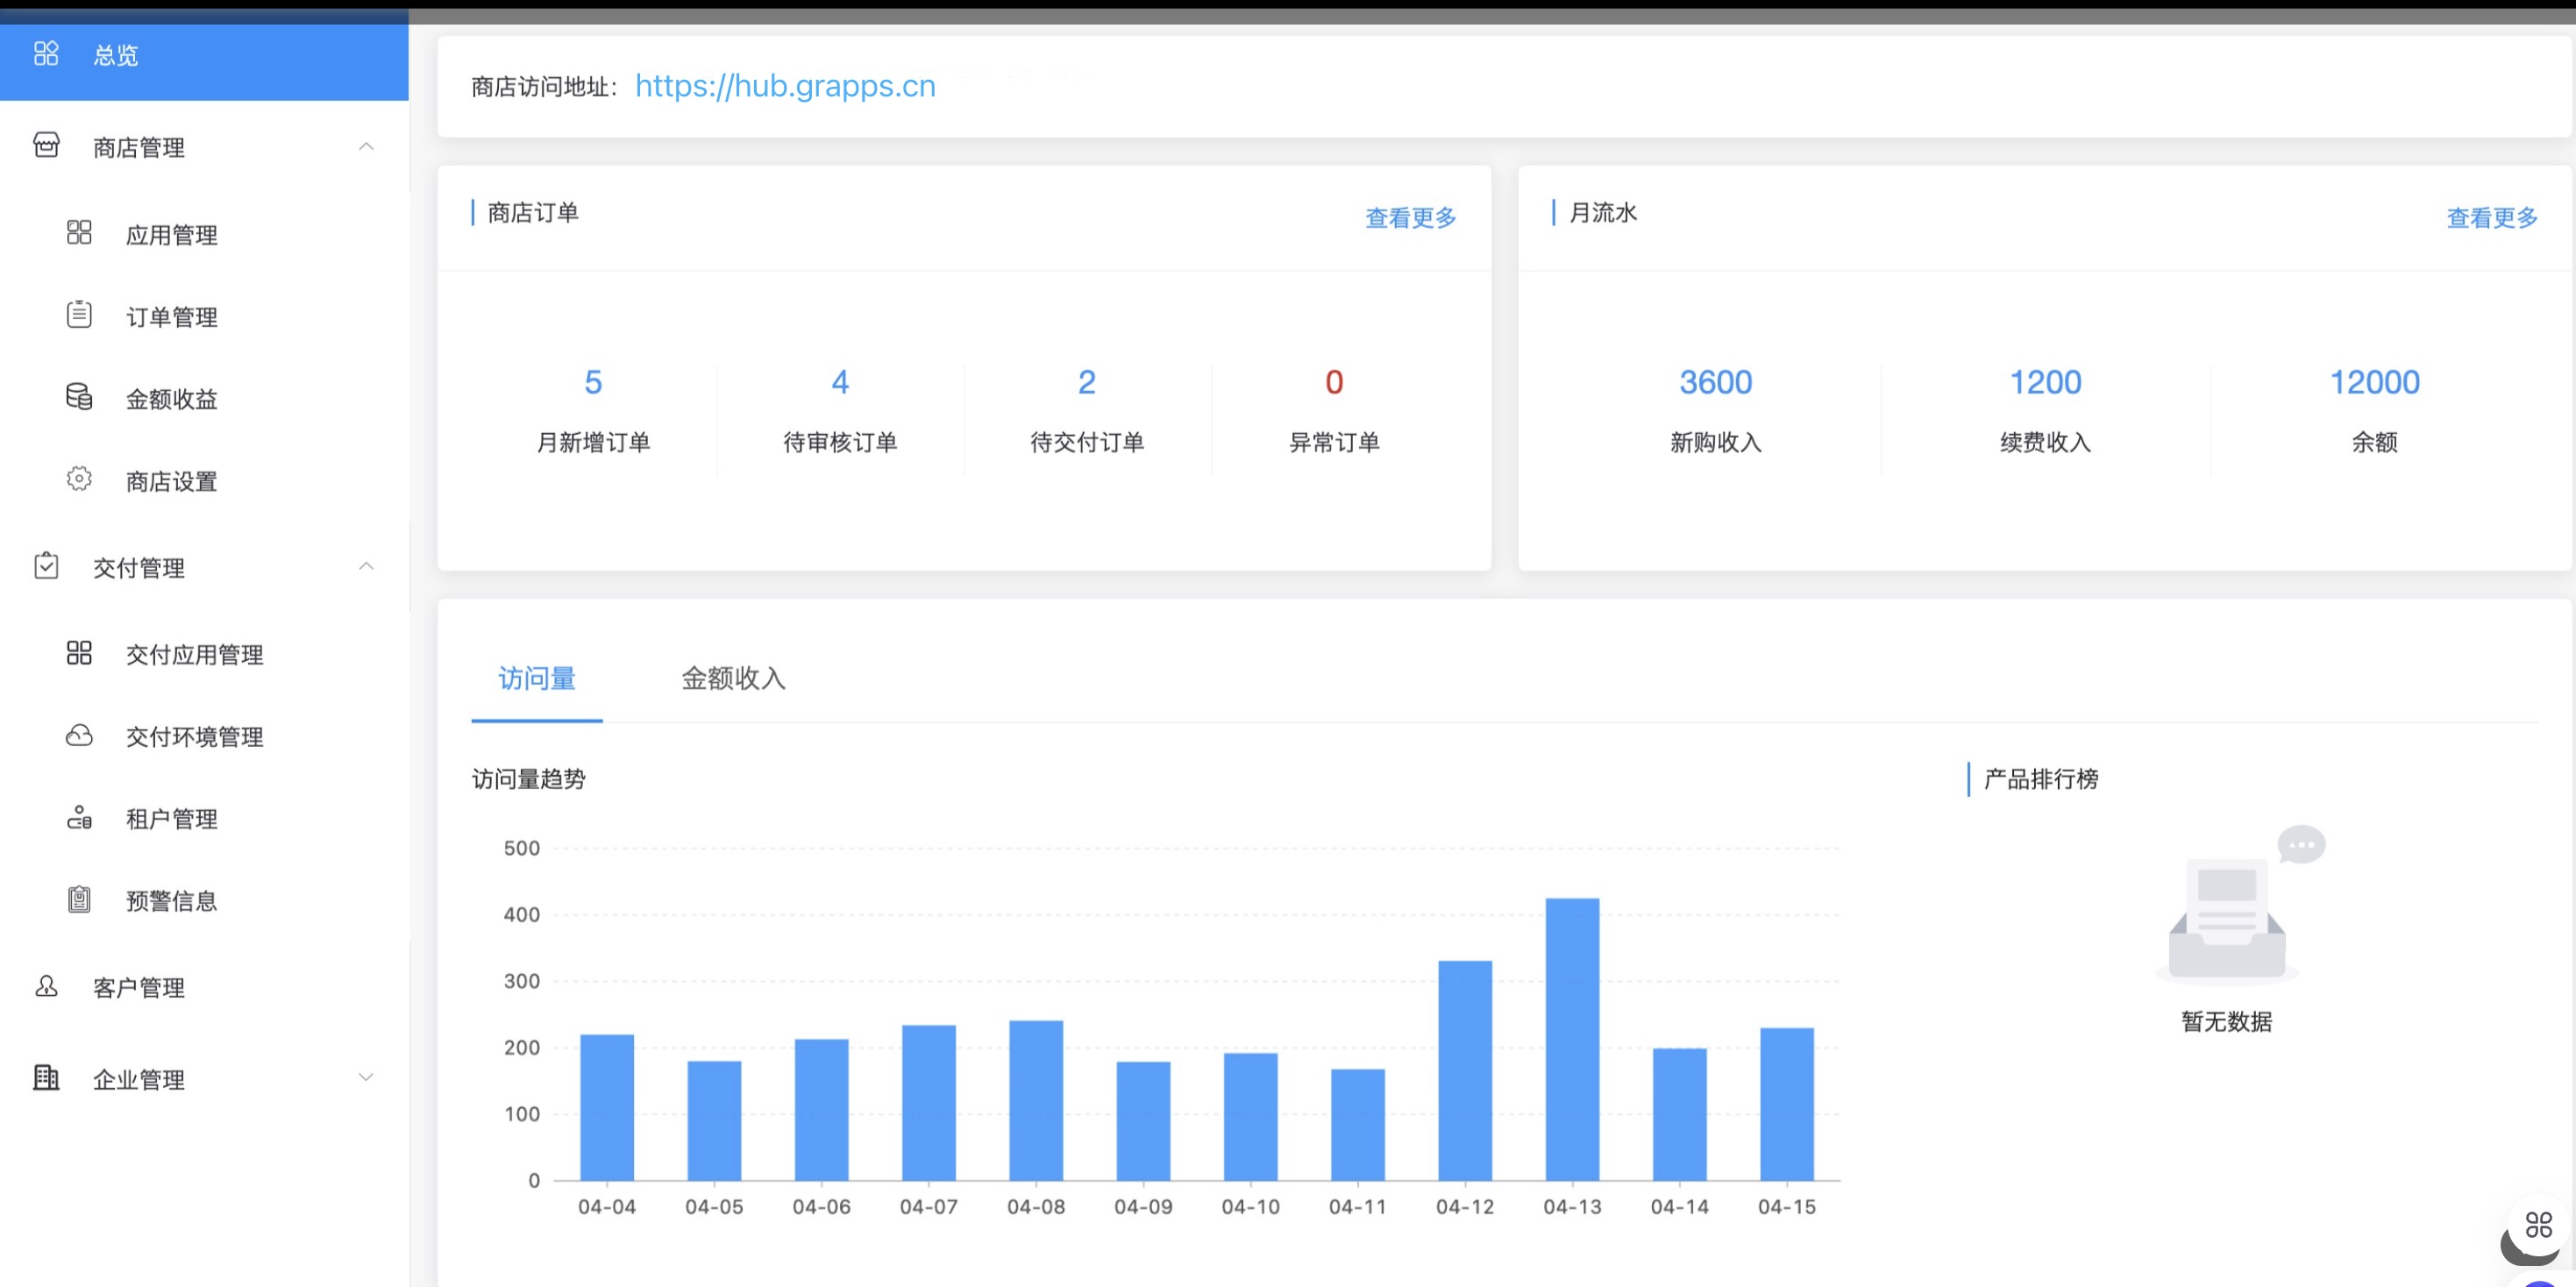 总览
商店管理
应用管理
订单管理
金额收益
商店设置
交付管理
交付应用管理
交付环境管理
租户管理
预警信息
客户管理
企业管理
商店访问地址： https://hub.grapps.cn
商店订单 查看更多
5 4 2 0
月新增订单 待审核订单 待交付订单 异常订单
月流水 查看更多
3600 1200 12000
新购收入 续费收入 余额
访问量 金额收入
访问量趋势
500
400
300
200
100
0
04-04 04-05 04-06 04-07 04-08 04-09 04-10 04-11 04-12 04-13 04-14 04-15
产品排行榜
暂无数据